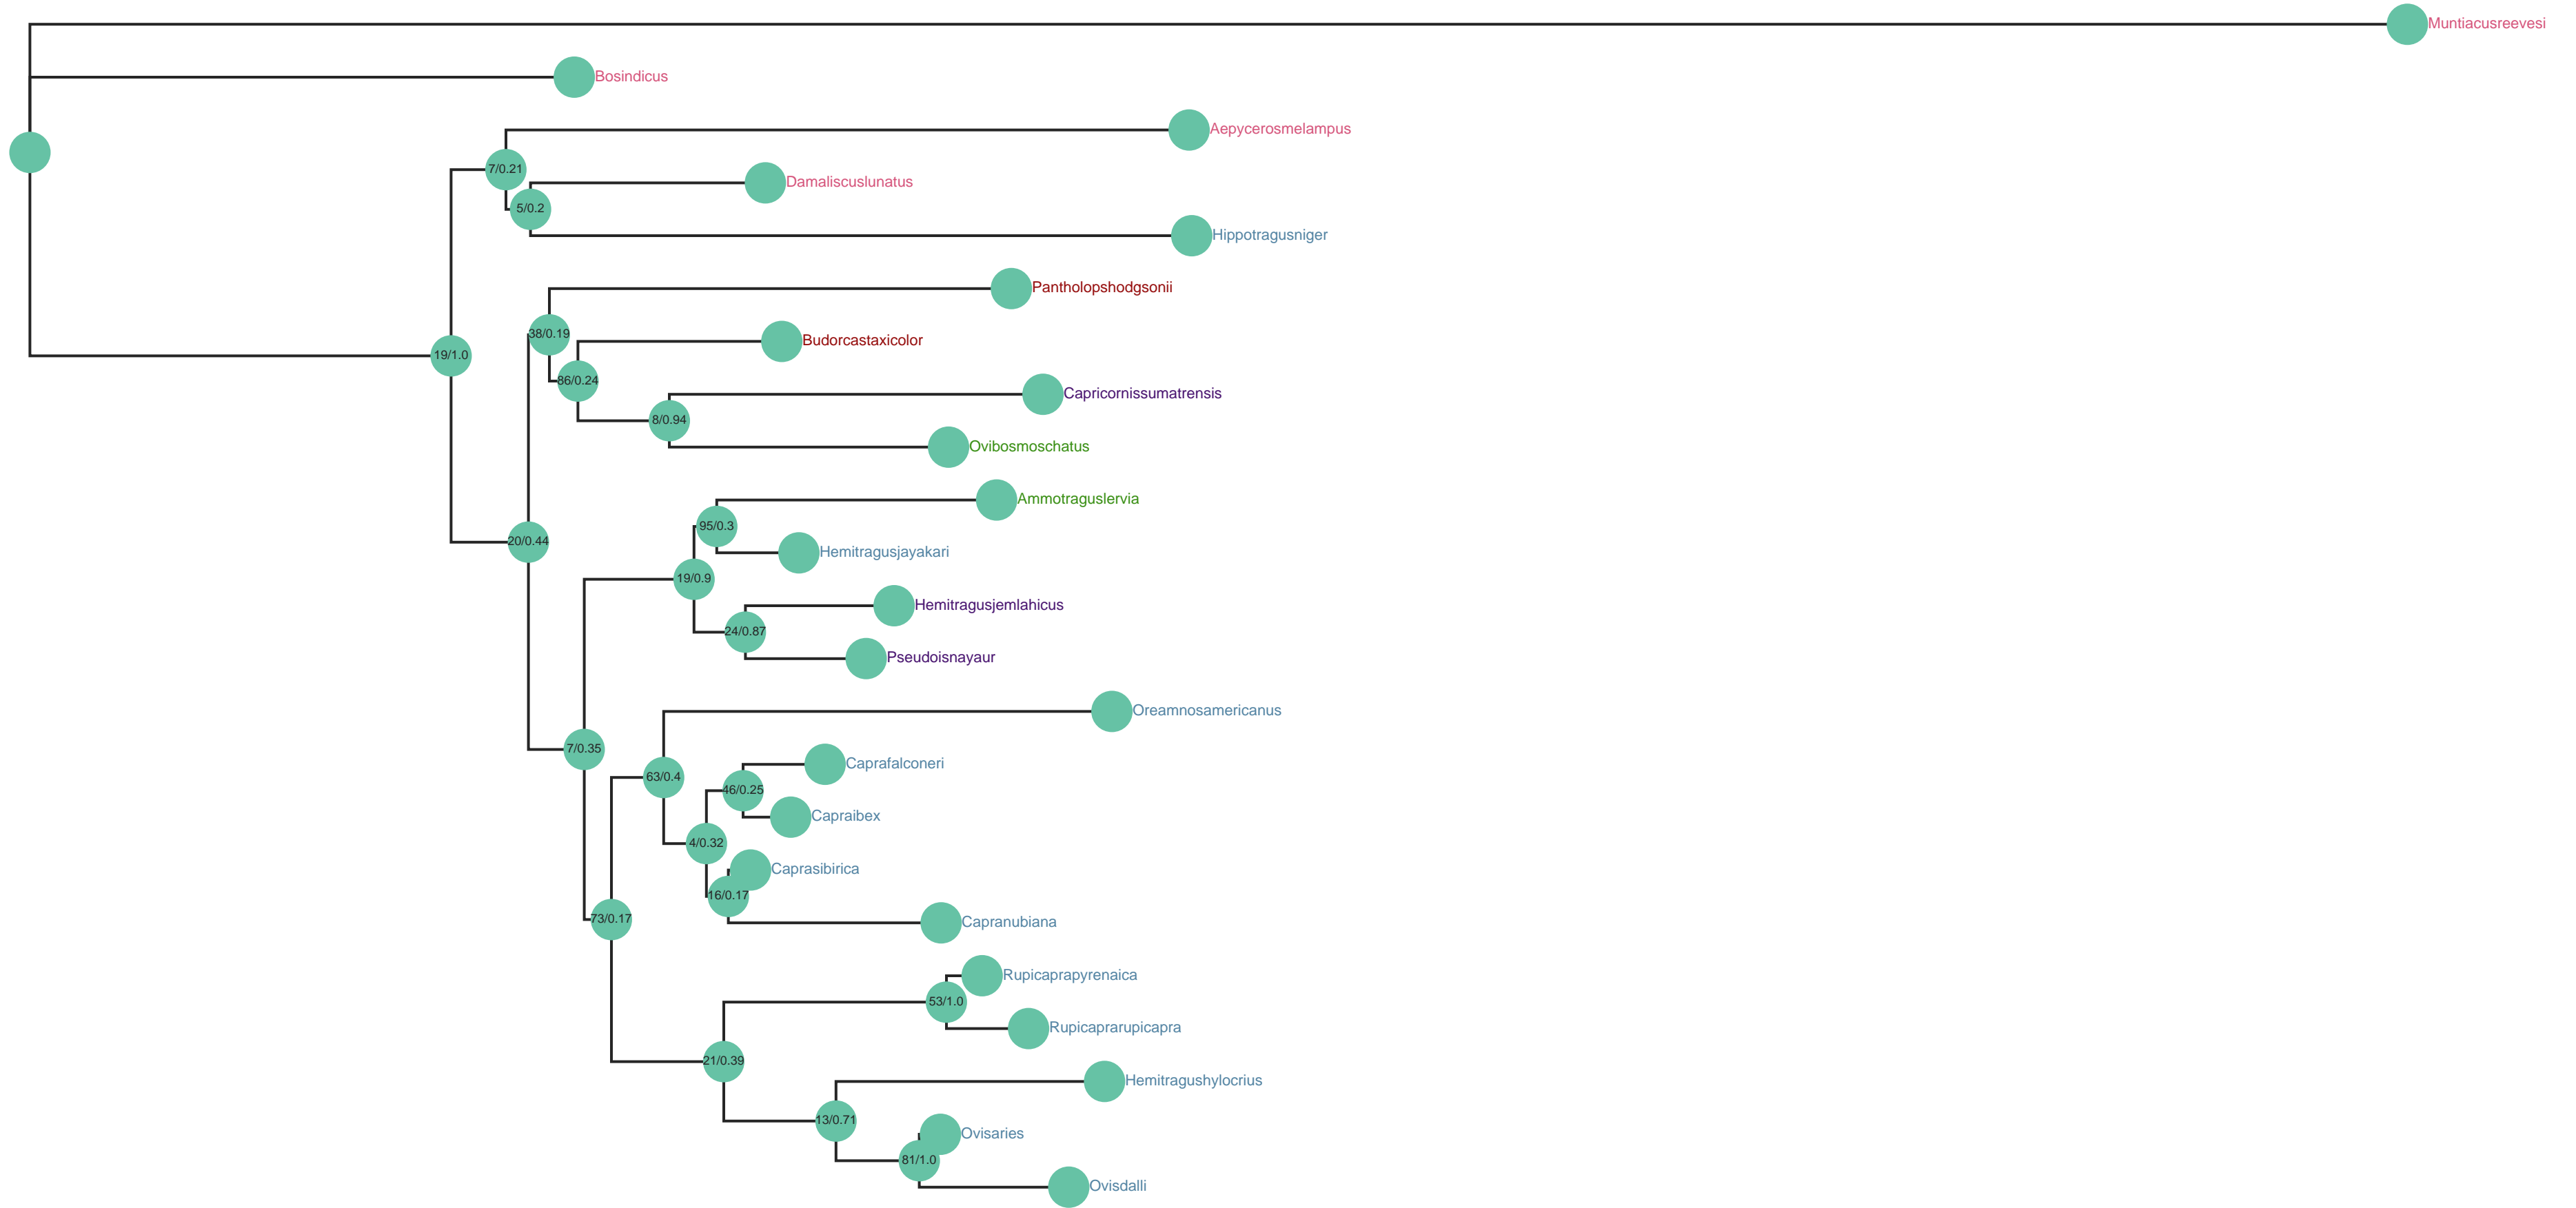 Muntiacusreevesi
Bosindicus
Aepycerosmelampus
7/0.21
Damaliscuslunatus
5/0.2
Hippotragusniger
Pantholopshodgsonii
38/0.19
Budorcastaxicolor
19/1.0
86/0.24
Capricornissumatrensis
8/0.94
Ovibosmoschatus
Ammotraguslervia
95/0.3
20/0.44
Hemitragusjayakari
19/0.9
Hemitragusjemlahicus
24/0.87
Pseudoisnayaur
Oreamnosamericanus
7/0.35
Caprafalconeri
63/0.4
46/0.25
Capraibex
4/0.32
Caprasibirica
16/0.17
73/0.17
Capranubiana
Rupicaprapyrenaica
53/1.0
Rupicaprarupicapra
21/0.39
Hemitragushylocrius
13/0.71
Ovisaries
81/1.0
Ovisdalli